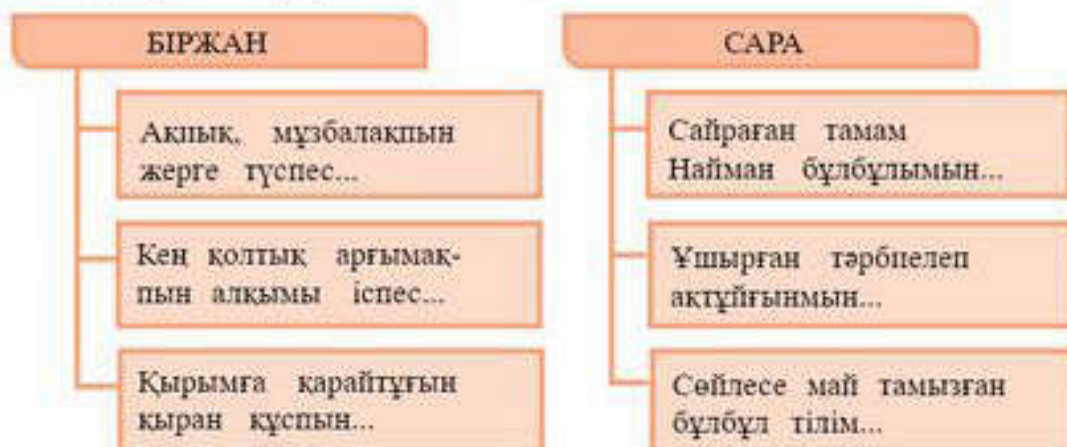 БІРЖАН
Ақпық, мұзбалақпын
жерге түспес...
Кең қолтық арғымақ-
пын алқымы іспес...
Қырымға қарайтұғын
қыран құспын...
САРА
Сайраған тамам
Найман бұлбұлымын...
Ұшырған тәрбиелеп
ақтұйғынмын...
Сөйлесе май тамызған
бұлбұл тілім...